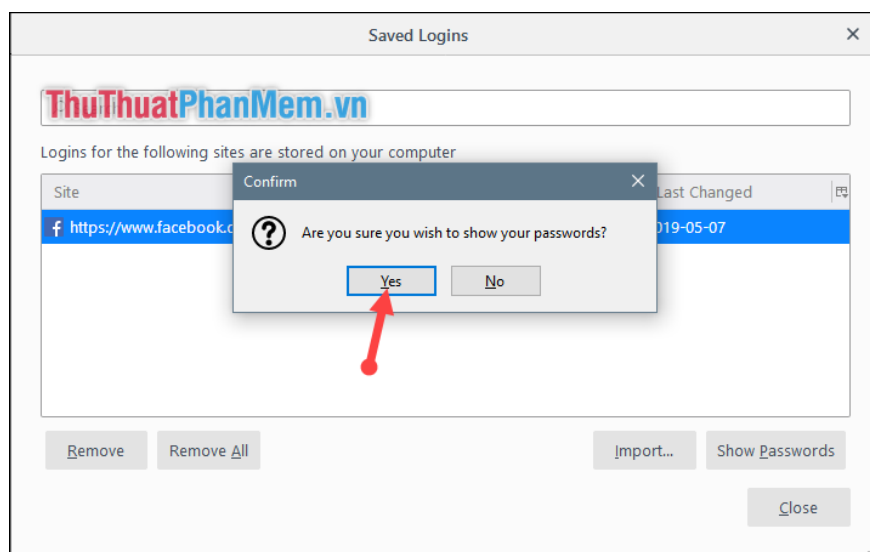 Saved Logins
ThuThuatPhanMem.vn
Logins for the following sites are stored on your computer
Site
Last Changed
https://www.facebook.c
019-05-07
Confirm
Are you sure you wish to show your passwords?
Yes
No
Remove
Remove All
Import...
Show Passwords
Close